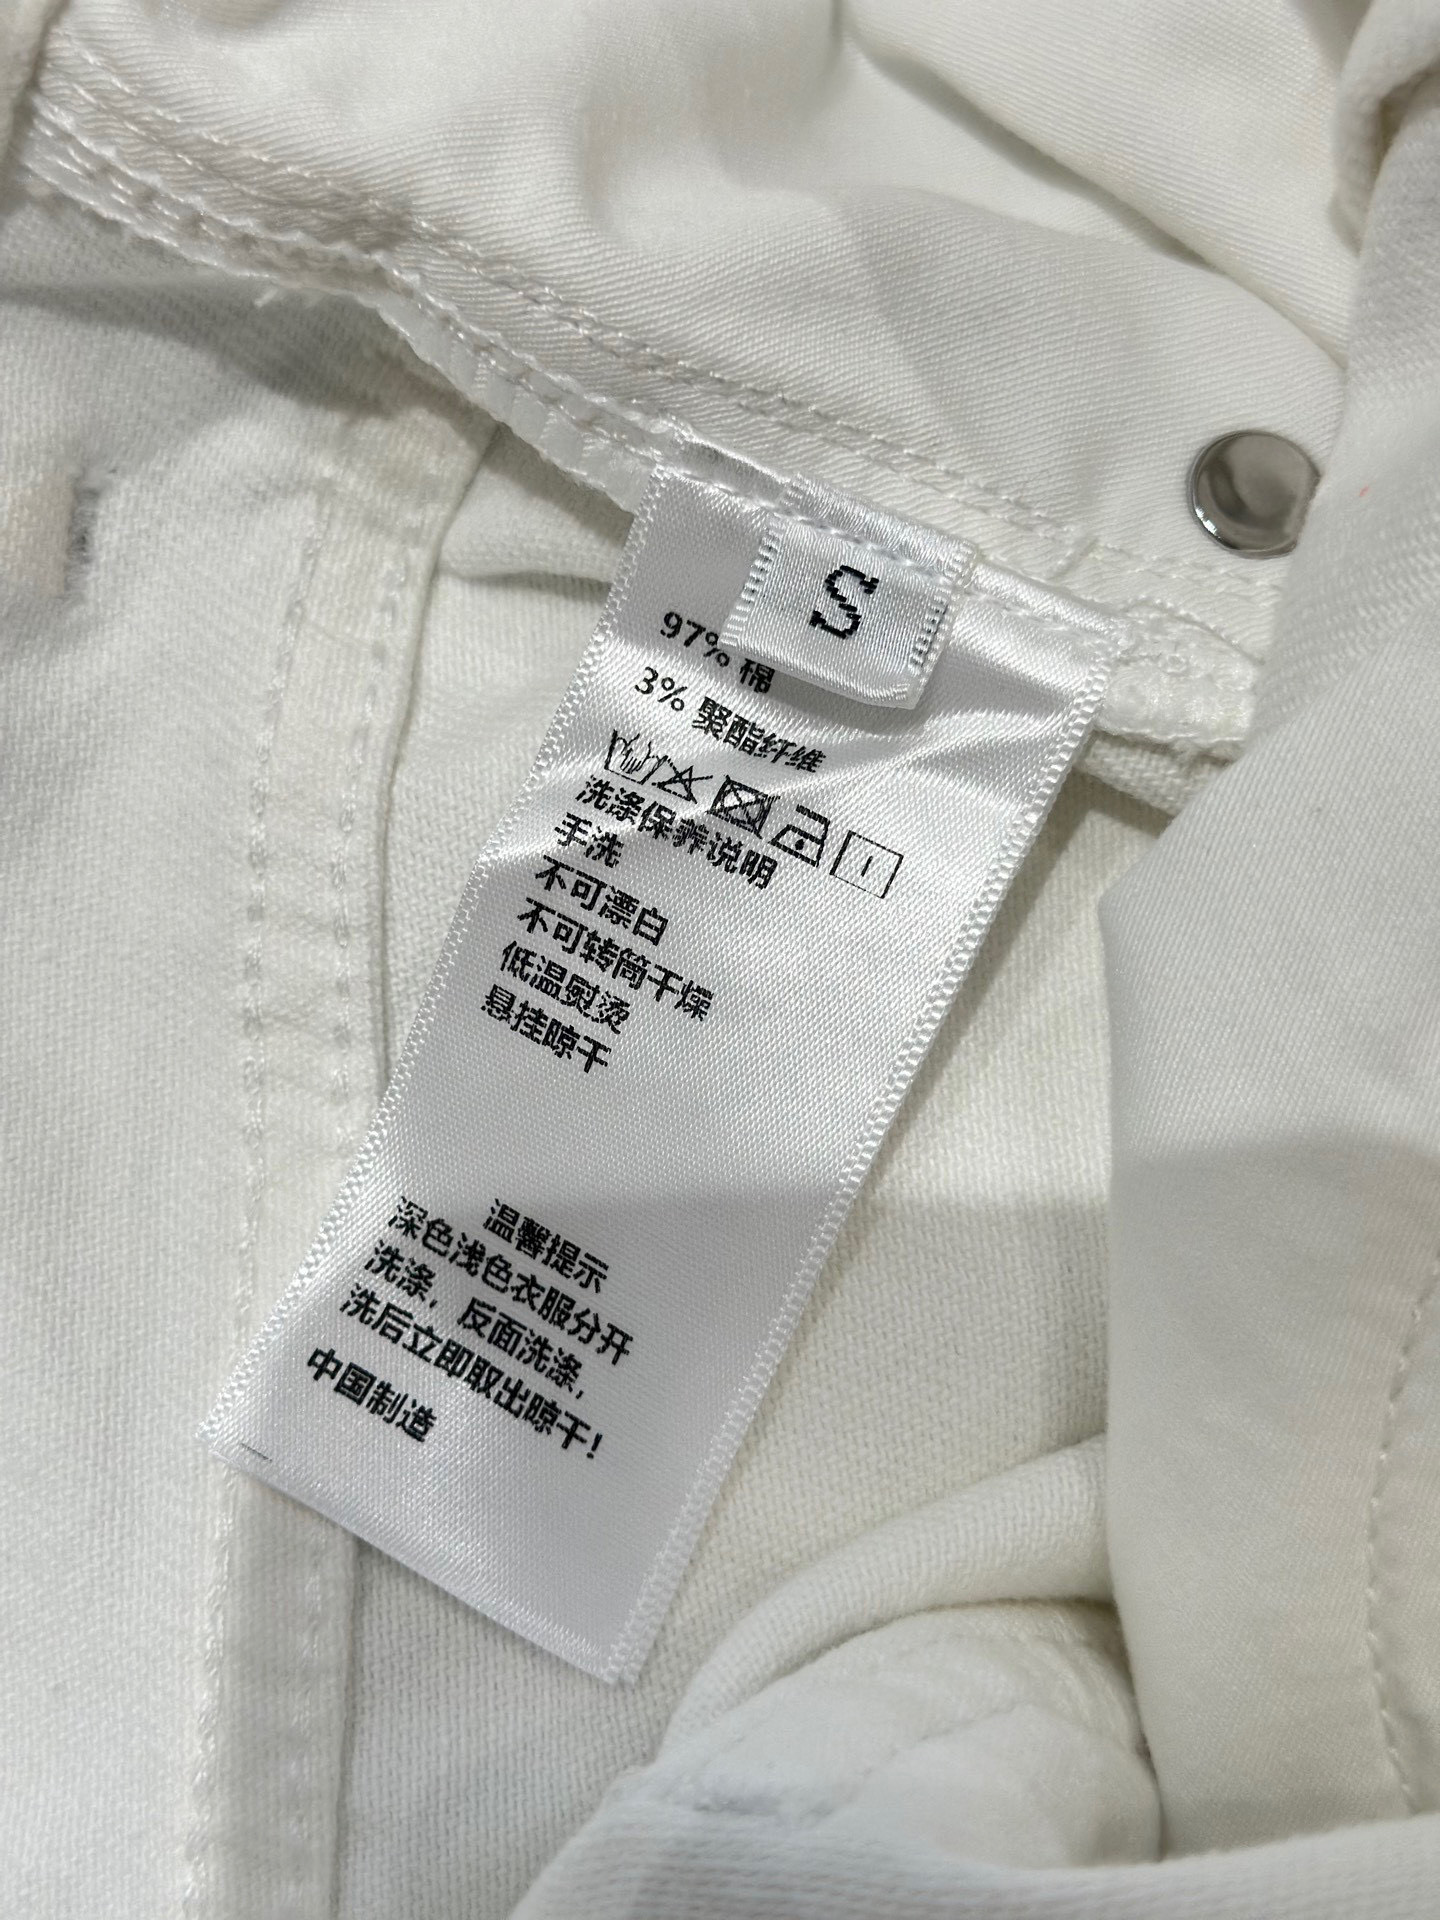 S
97% 棉
3% 聚酯纤维
洗涤保养说明
手洗
不可漂白
不可转筒干燥
低温熨烫
悬挂晾干
温馨提示
深色浅色衣服分开
洗涤，反面洗涤，
洗后立即取出晾干！
中国制造